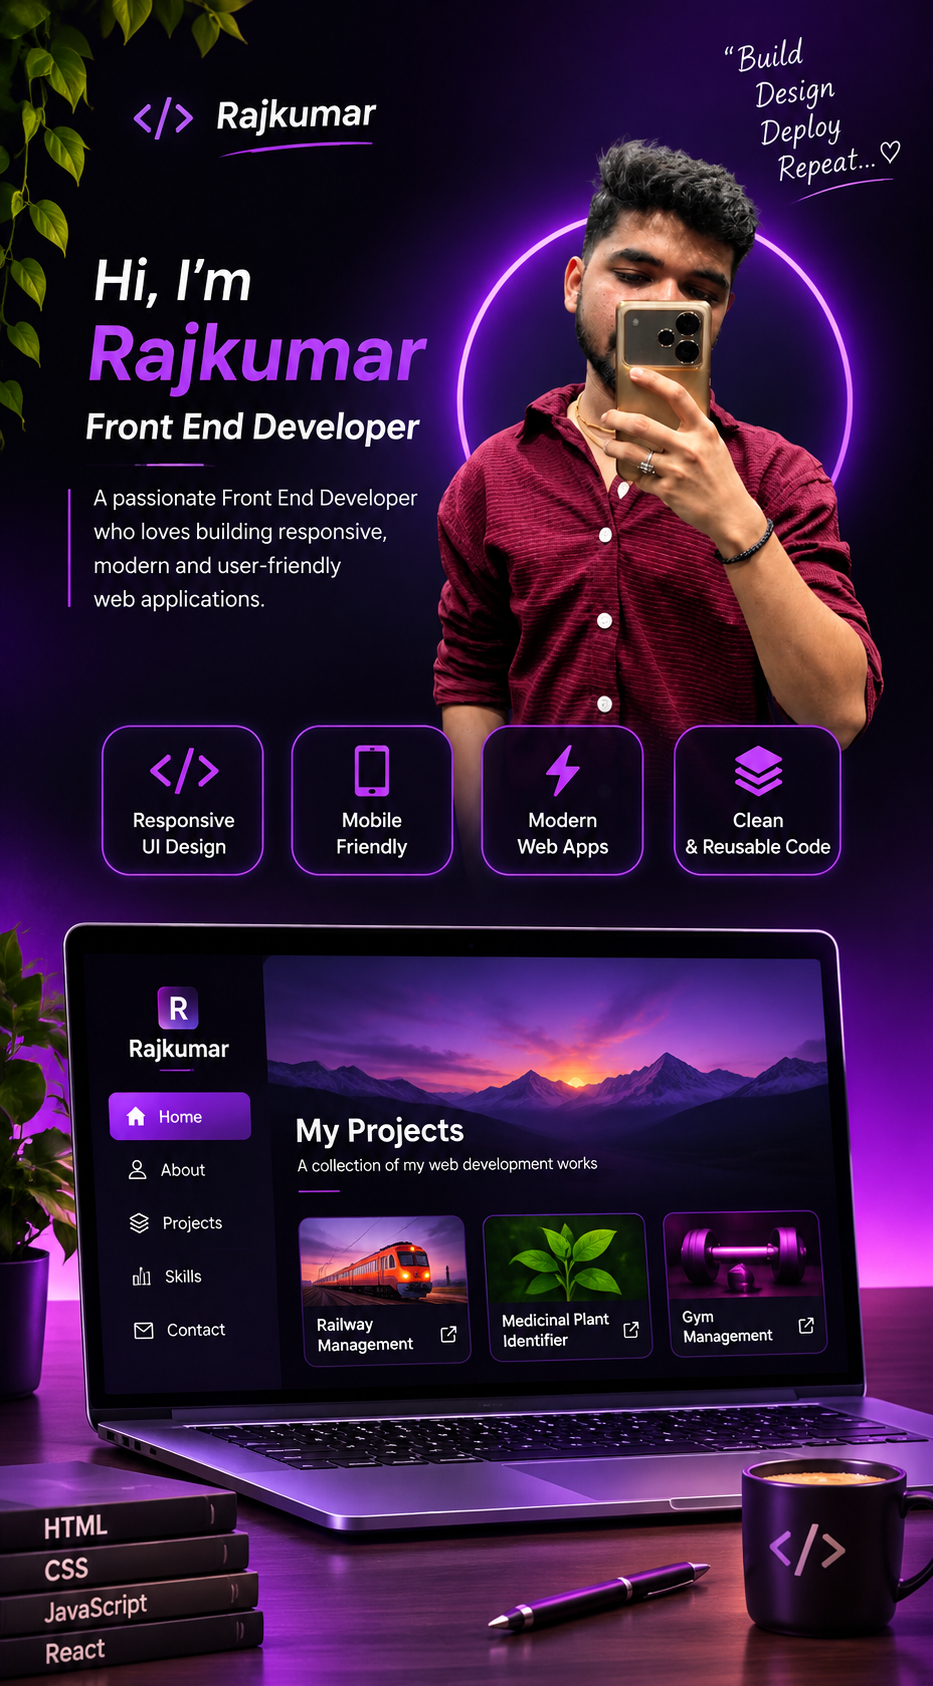 </> Rajkumar
“Build
Design
Deploy
Repeat...♡
Hi, I’m
Rajkumar
Front End Developer
A passionate Front End Developer
who loves building responsive,
modern and user-friendly
web applications.
</>
Responsive
UI Design
Mobile
Friendly
Modern
Web Apps
Clean
& Reusable Code
R
Rajkumar
Home
About
Projects
Skills
Contact
My Projects
A collection of my web development works
Railway
Management
Medicinal Plant
Identifier
Gym
Management
HTML
CSS
JavaScript
React
</>